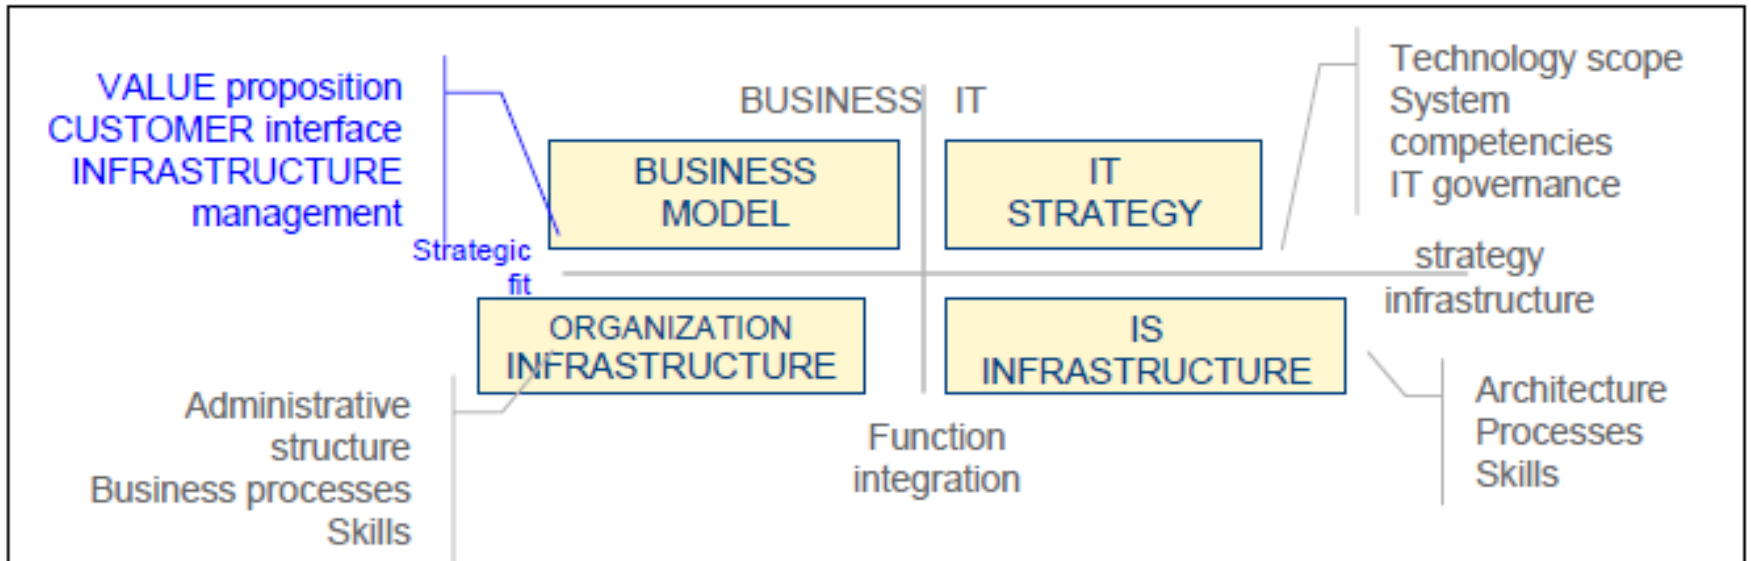 VALUE proposition
CUSTOMER interface
INFRASTRUCTURE
management
BUSINESS
IT
Technology scope
System
competencies
IT governance
BUSINESS
MODEL
IT
STRATEGY
Strategic
fit
strategy
infrastructure
ORGANIZATION
INFRASTRUCTURE
IS
INFRASTRUCTURE
Administrative
structure
Business processes
Skills
Function
integration
Architecture
Processes
Skills